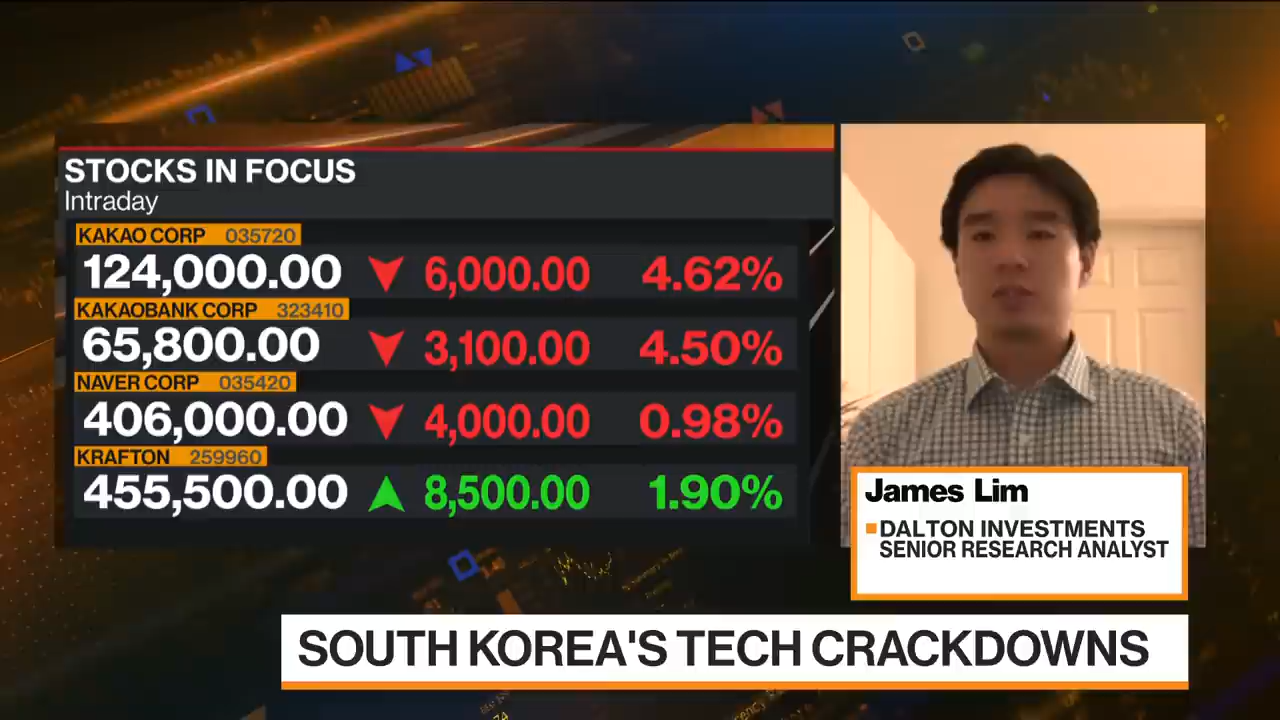 STOCKS IN FOCUS
Intraday
KAKAO CORP 035720
124,000.00 ▼ 6,000.00 4.62%
KAKAOBANK CORP 323410
65,800.00 ▼ 3,100.00 4.50%
NAVER CORP 035420
406,000.00 ▼ 4,000.00 0.98%
KRAFTON 259960
455,500.00 ▲ 8,500.00 1.90%
James Lim
DALTON INVESTMENTS
SENIOR RESEARCH ANALYST
SOUTH KOREA'S TECH CRACKDOWNS